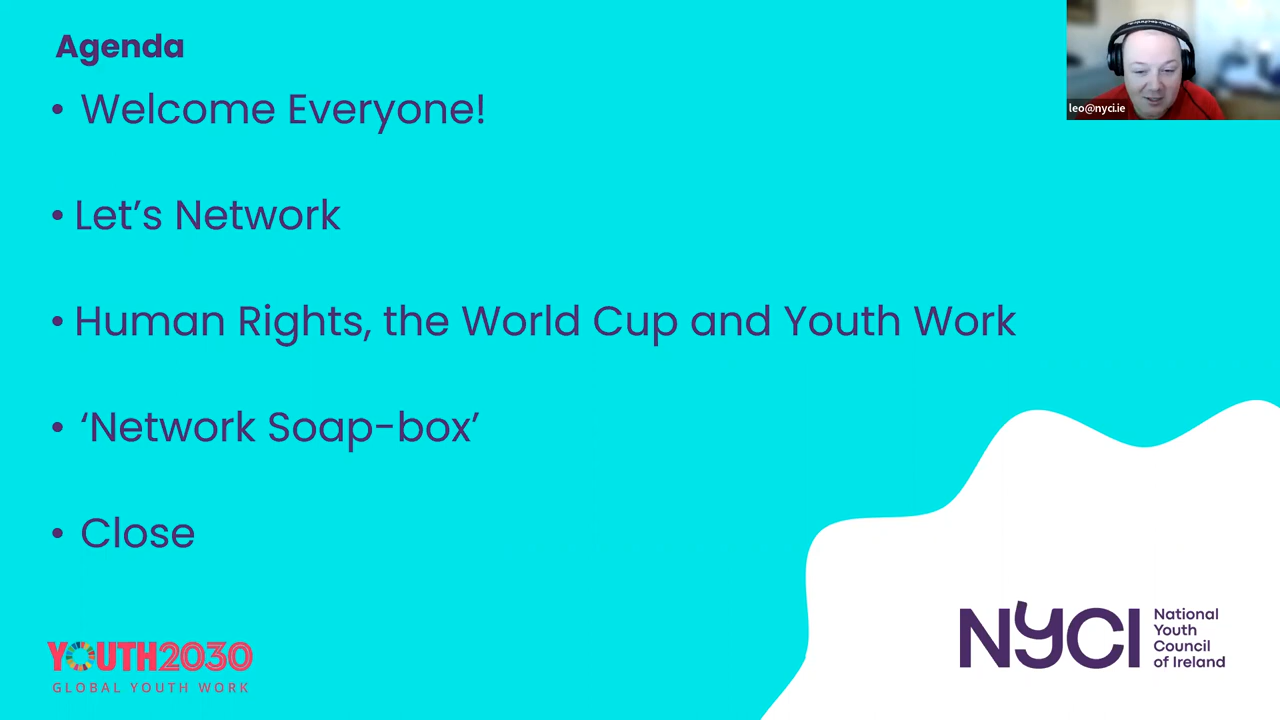 Agenda
• Welcome Everyone!
• Let’s Network
• Human Rights, the World Cup and Youth Work
• ‘Network Soap-box’
• Close
leo@nyci.ie
YOUTH2030
GLOBAL YOUTH WORK
NYCI
National
Youth
Council
of Ireland